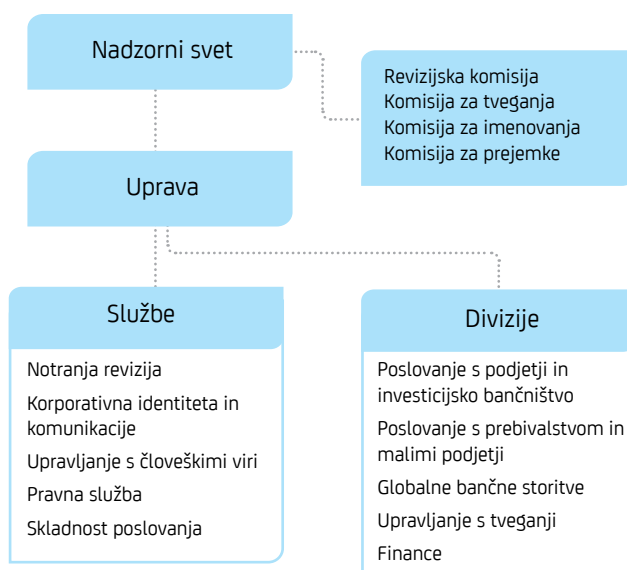 Nadzorni svet
Revizijska komisija
Komisija za tveganja
Komisija za imenovanja
Komisija za prejemke
Uprava
Službe
Notranja revizija
Korporativna identiteta in
komunikacije
Upravljanje s človeškimi viri
Pravna služba
Skladnost poslovanja
Divizije
Poslovanje s podjetji in
investicijsko bančništvo
Poslovanje s prebivalstvom in
malimi podjetji
Globalne bančne storitve
Upravljanje s tveganji
Finance